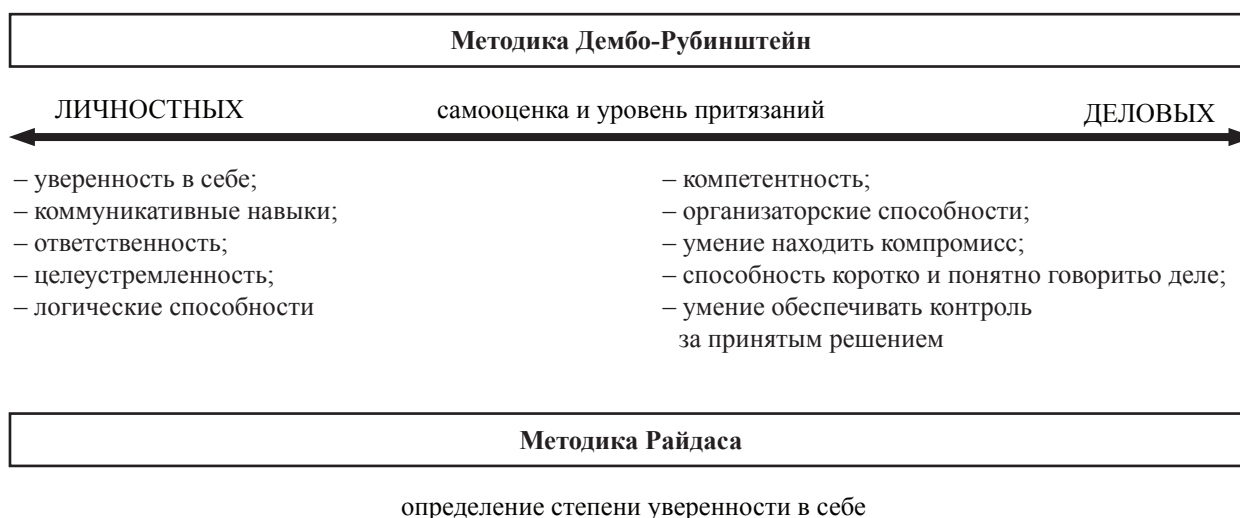 Методика Дембо-Рубинштейн
ЛИЧНОСТНЫХ самооценка и уровень притязаний ДЕЛОВЫХ
– уверенность в себе;
– коммуникативные навыки;
– ответственность;
– целеустремленность;
– логические способности
– компетентность;
– организаторские способности;
– умение находить компромисс;
– способность коротко и понятно говоритьо деле;
– умение обеспечивать контроль
за принятым решением
Методика Райдаса
определение степени уверенности в себе